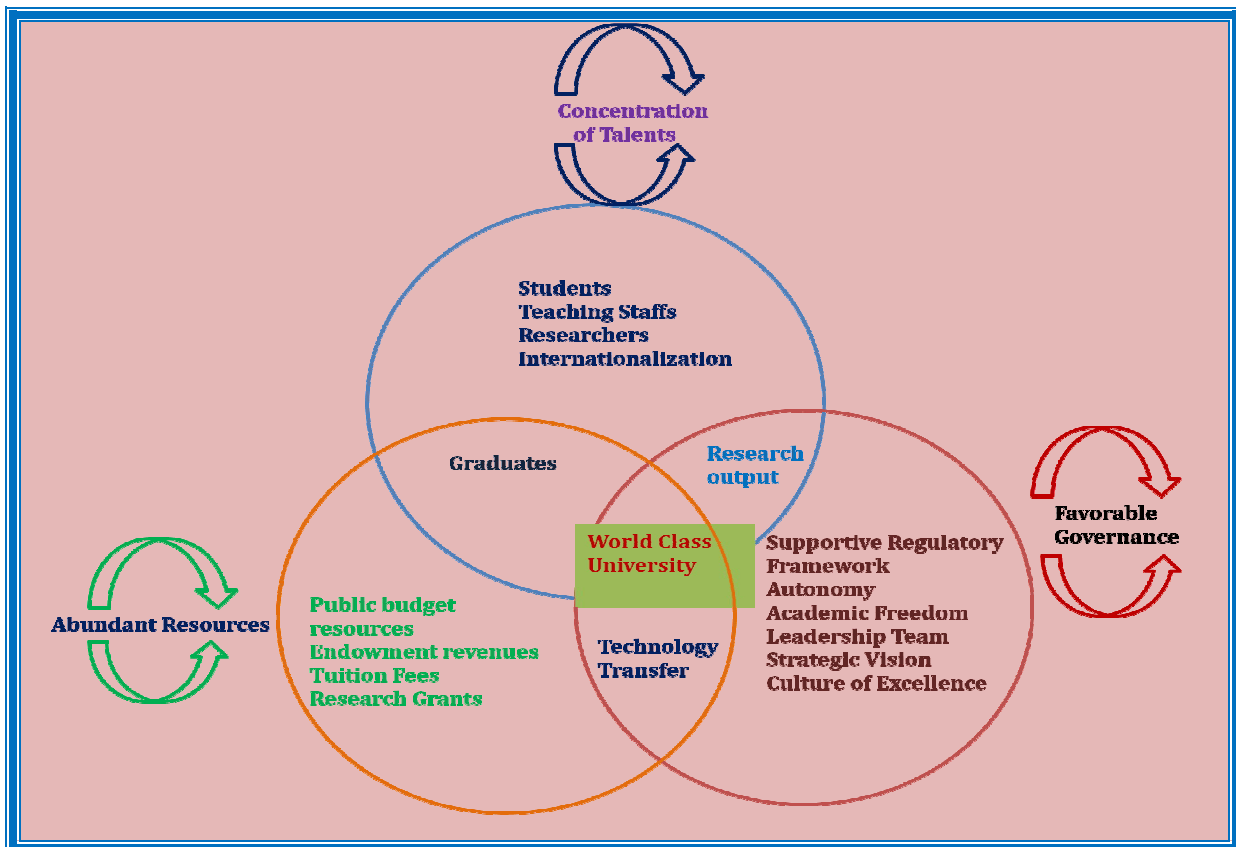 Concentration
of Talents
Students
Teaching Staffs
Researchers
Internationalization
Graduates
Research
output
World Class
University
Favorable
Governance
Supportive Regulatory
Framework
Autonomy
Academic Freedom
Leadership Team
Strategic Vision
Culture of Excellence
Abundant Resources
Public budget
resources
Endowment revenues
Tuition Fees
Research Grants
Technology
Transfer